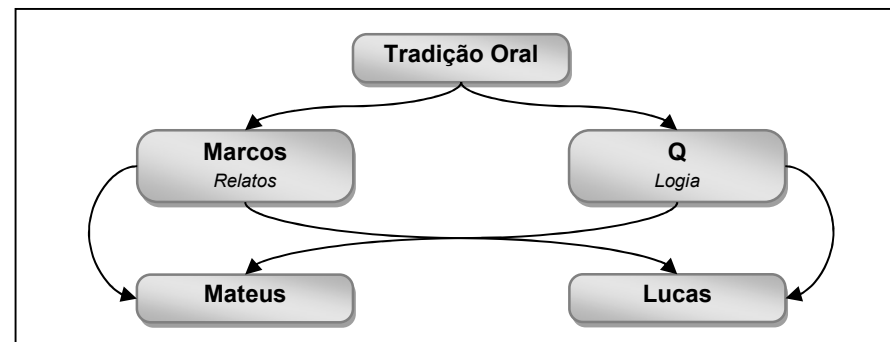 Tradição Oral
Marcos
Relatos
Q
Logia
Mateus
Lucas